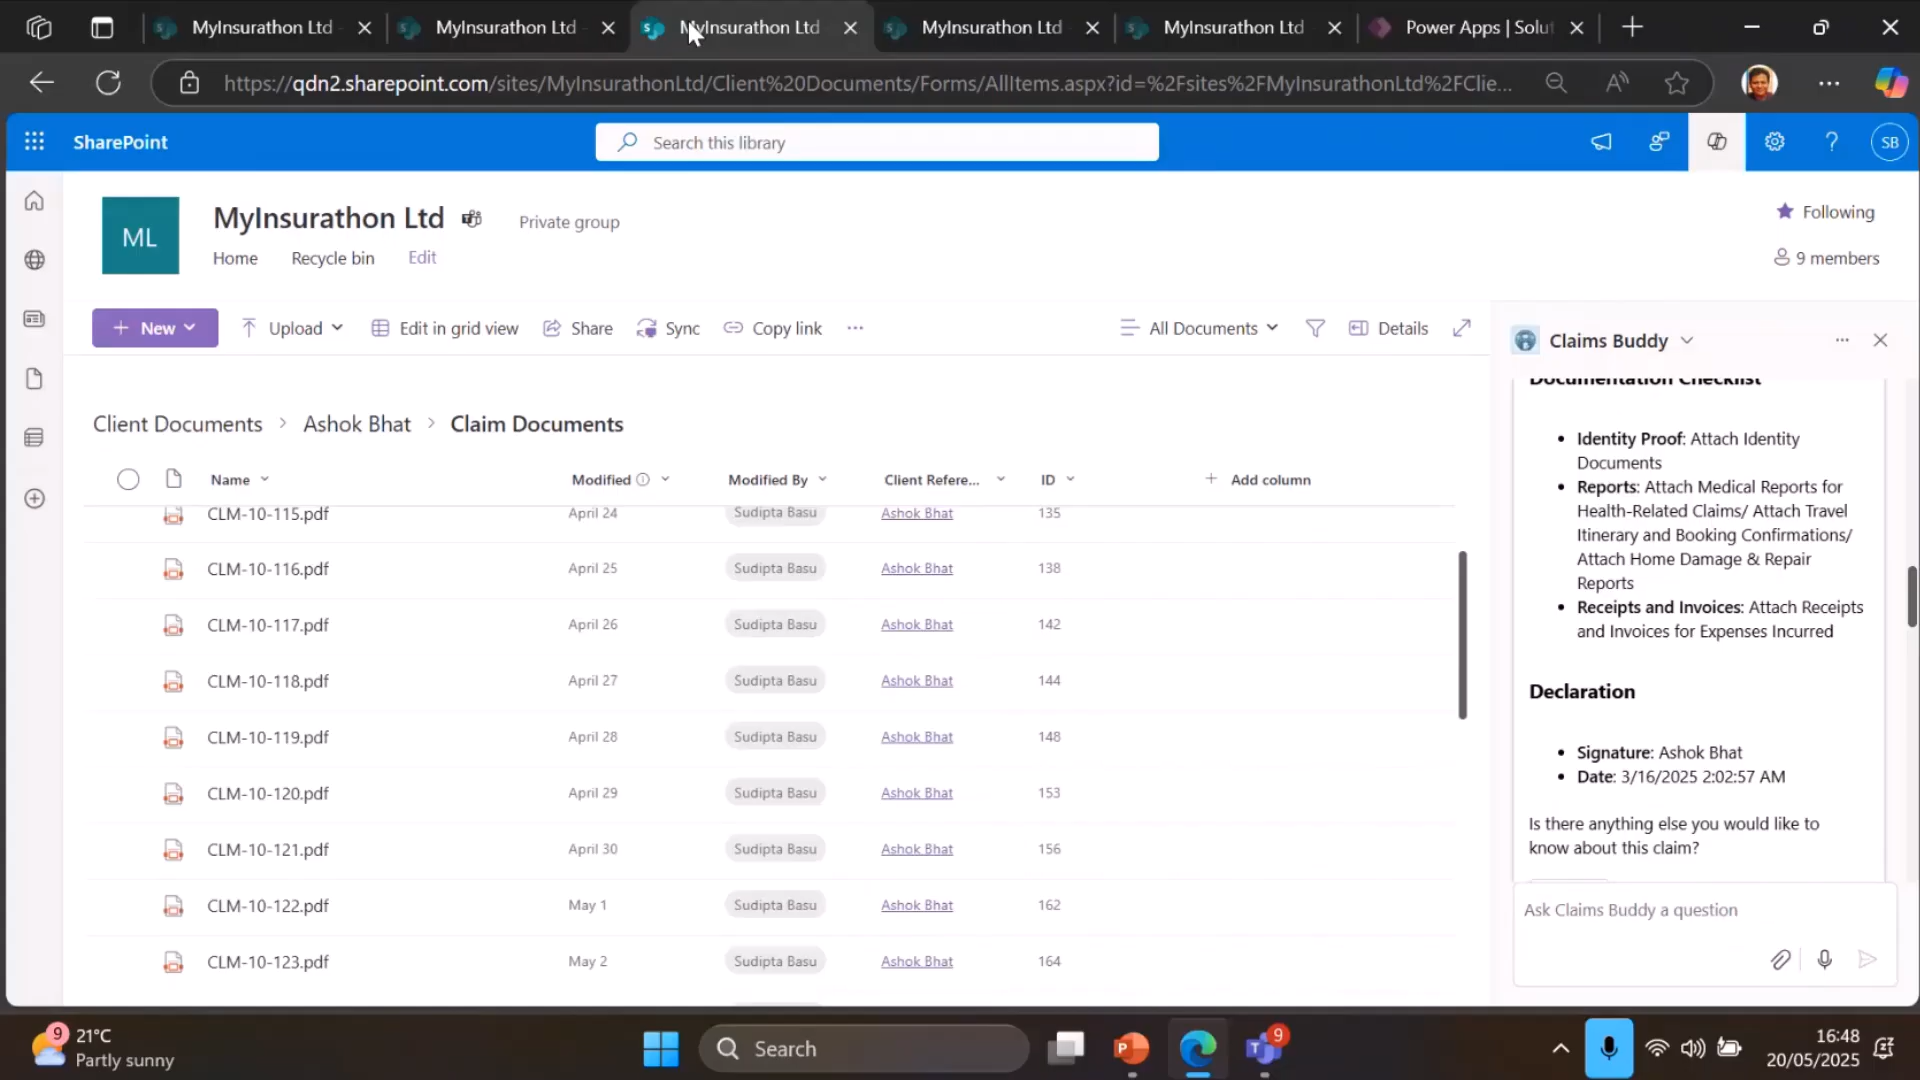 MyInsurathon Ltd
MyInsurathon Ltd
MyInsurathon Ltd
MyInsurathon Ltd
MyInsurathon Ltd
Power Apps | Solut
https://qdn2.sharepoint.com/sites/MyInsurathonLtd/Client%20Documents/Forms/AllItems.aspx?id=%2Fsites%2FMyInsurathonLtd%2FClie...
SharePoint
Search this library
SB
ML
MyInsurathon Ltd
Private group
Following
Home
Recycle bin
Edit
9 members
New
Upload
Edit in grid view
Share
Sync
Copy link
All Documents
Details
Client Documents > Ashok Bhat > Claim Documents
Name
Modified
Modified By
Client Refere...
ID
Add column
CLM-10-115.pdf April 24 Sudipta Basu Ashok Bhat 135
CLM-10-116.pdf April 25 Sudipta Basu Ashok Bhat 138
CLM-10-117.pdf April 26 Sudipta Basu Ashok Bhat 142
CLM-10-118.pdf April 27 Sudipta Basu Ashok Bhat 144
CLM-10-119.pdf April 28 Sudipta Basu Ashok Bhat 148
CLM-10-120.pdf April 29 Sudipta Basu Ashok Bhat 153
CLM-10-121.pdf April 30 Sudipta Basu Ashok Bhat 156
CLM-10-122.pdf May 1 Sudipta Basu Ashok Bhat 162
CLM-10-123.pdf May 2 Sudipta Basu Ashok Bhat 164
Claims Buddy
Documentation Checklist
• Identity Proof: Attach Identity
Documents
• Reports: Attach Medical Reports for
Health-Related Claims/ Attach Travel
Itinerary and Booking Confirmations/
Attach Home Damage & Repair
Reports
• Receipts and Invoices: Attach Receipts
and Invoices for Expenses Incurred
Declaration
• Signature: Ashok Bhat
• Date: 3/16/2025 2:02:57 AM
Is there anything else you would like to
know about this claim?
Ask Claims Buddy a question
9
21°C
Partly sunny
Search
9
16:48
20/05/2025